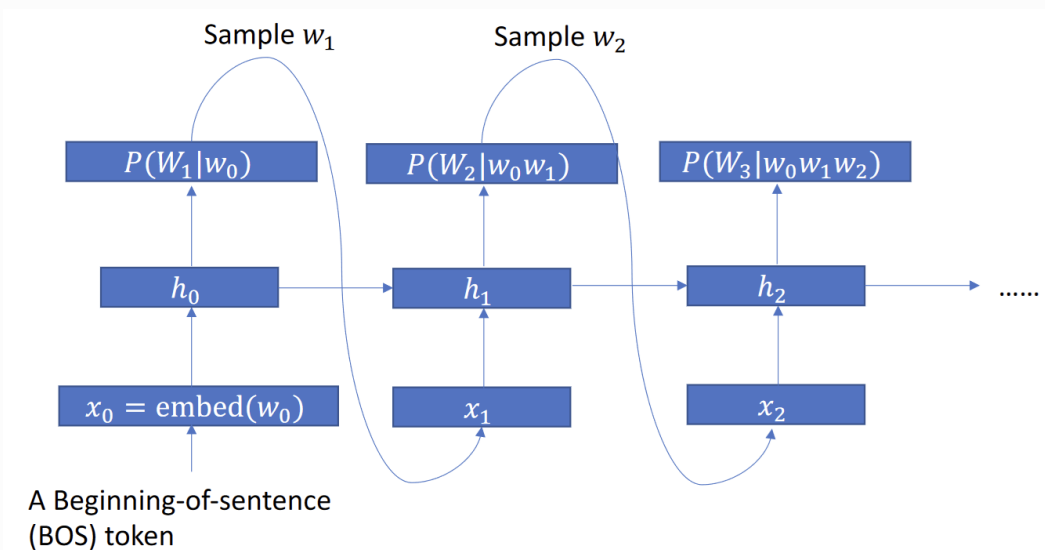 Sample w₁
Sample w₂
P(W₁|w₀)
P(W₂|w₀w₁)
P(W₃|w₀w₁w₂)
h₀
h₁
h₂
......
x₀ = embed(w₀)
x₁
x₂
A Beginning-of-sentence
(BOS) token